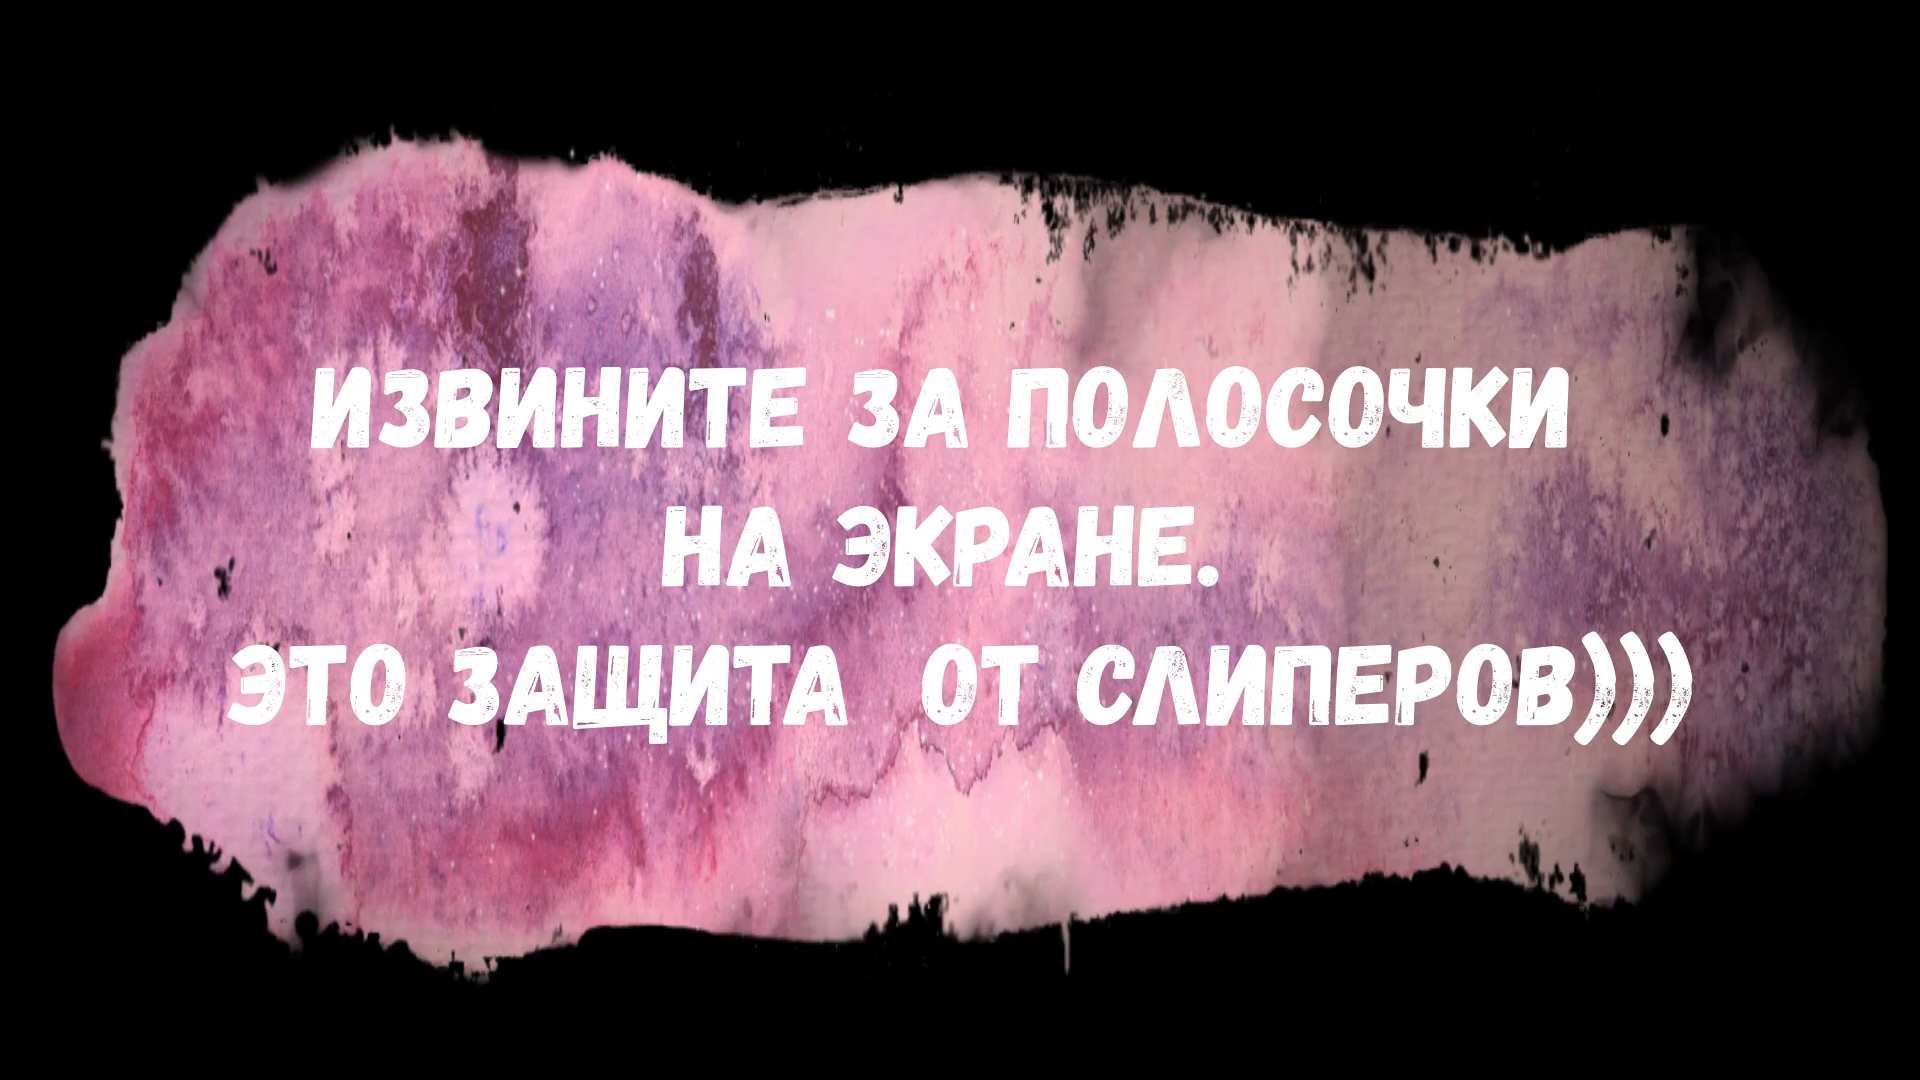 ИЗВИНИТЕ ЗА ПОЛОСОЧКИ
НА ЭКРАНЕ.
ЭТО ЗАЩИТА ОТ СЛИПЕРОВ)))